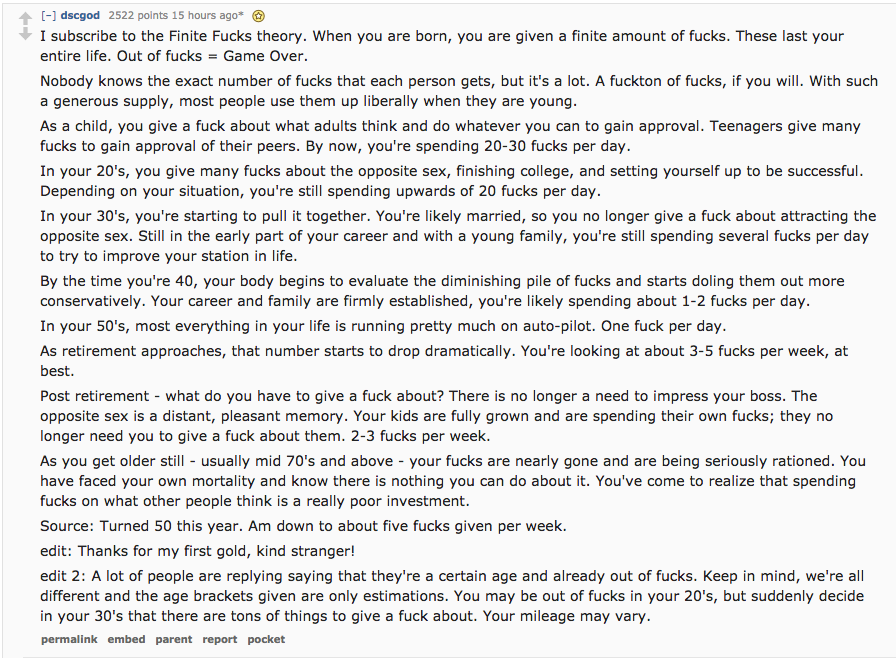 [–] dscgod 2522 points 15 hours ago*
I subscribe to the Finite Fucks theory. When you are born, you are given a finite amount of fucks. These last your
entire life. Out of fucks = Game Over.
Nobody knows the exact number of fucks that each person gets, but it's a lot. A fuckton of fucks, if you will. With such
a generous supply, most people use them up liberally when they are young.
As a child, you give a fuck about what adults think and do whatever you can to gain approval. Teenagers give many
fucks to gain approval of their peers. By now, you're spending 20-30 fucks per day.
In your 20's, you give many fucks about the opposite sex, finishing college, and setting yourself up to be successful.
Depending on your situation, you're still spending upwards of 20 fucks per day.
In your 30's, you're starting to pull it together. You're likely married, so you no longer give a fuck about attracting the
opposite sex. Still in the early part of your career and with a young family, you're still spending several fucks per day
to try to improve your station in life.
By the time you're 40, your body begins to evaluate the diminishing pile of fucks and starts doling them out more
conservatively. Your career and family are firmly established, you're likely spending about 1-2 fucks per day.
In your 50's, most everything in your life is running pretty much on auto-pilot. One fuck per day.
As retirement approaches, that number starts to drop dramatically. You're looking at about 3-5 fucks per week, at
best.
Post retirement - what do you have to give a fuck about? There is no longer a need to impress your boss. The
opposite sex is a distant, pleasant memory. Your kids are fully grown and are spending their own fucks; they no
longer need you to give a fuck about them. 2-3 fucks per week.
As you get older still - usually mid 70's and above - your fucks are nearly gone and are being seriously rationed. You
have faced your own mortality and know there is nothing you can do about it. You've come to realize that spending
fucks on what other people think is a really poor investment.
Source: Turned 50 this year. Am down to about five fucks given per week.
edit: Thanks for my first gold, kind stranger!
edit 2: A lot of people are replying saying that they're a certain age and already out of fucks. Keep in mind, we're all
different and the age brackets given are only estimations. You may be out of fucks in your 20's, but suddenly decide
in your 30's that there are tons of things to give a fuck about. Your mileage may vary.
permalink embed parent report pocket